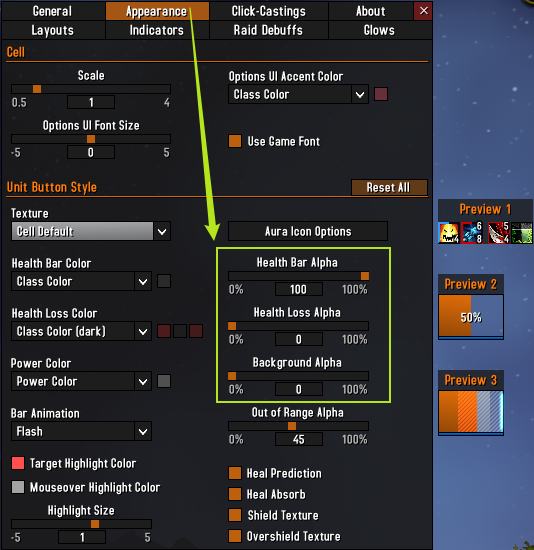 General Appearance Click-Castings About ×
Layouts Indicators Raid Debuffs Glows
Cell
Scale
0.5 1 4
Options UI Accent Color
Class Color
Options UI Font Size
-5 0 5
Use Game Font
Unit Button Style Reset All
Texture
Cell Default
Aura Icon Options
Health Bar Color
Class Color
Health Bar Alpha
0% 100 100%
Health Loss Color
Class Color (dark)
Health Loss Alpha
0% 0 100%
Power Color
Power Color
Background Alpha
0% 0 100%
Bar Animation
Flash
Out of Range Alpha
0% 45 100%
Target Highlight Color
Mouseover Highlight Color
Highlight Size
-5 1 5
Heal Prediction
Heal Absorb
Shield Texture
Overshield Texture
Preview 1
6 5
4 8 4
Preview 2
50%
Preview 3